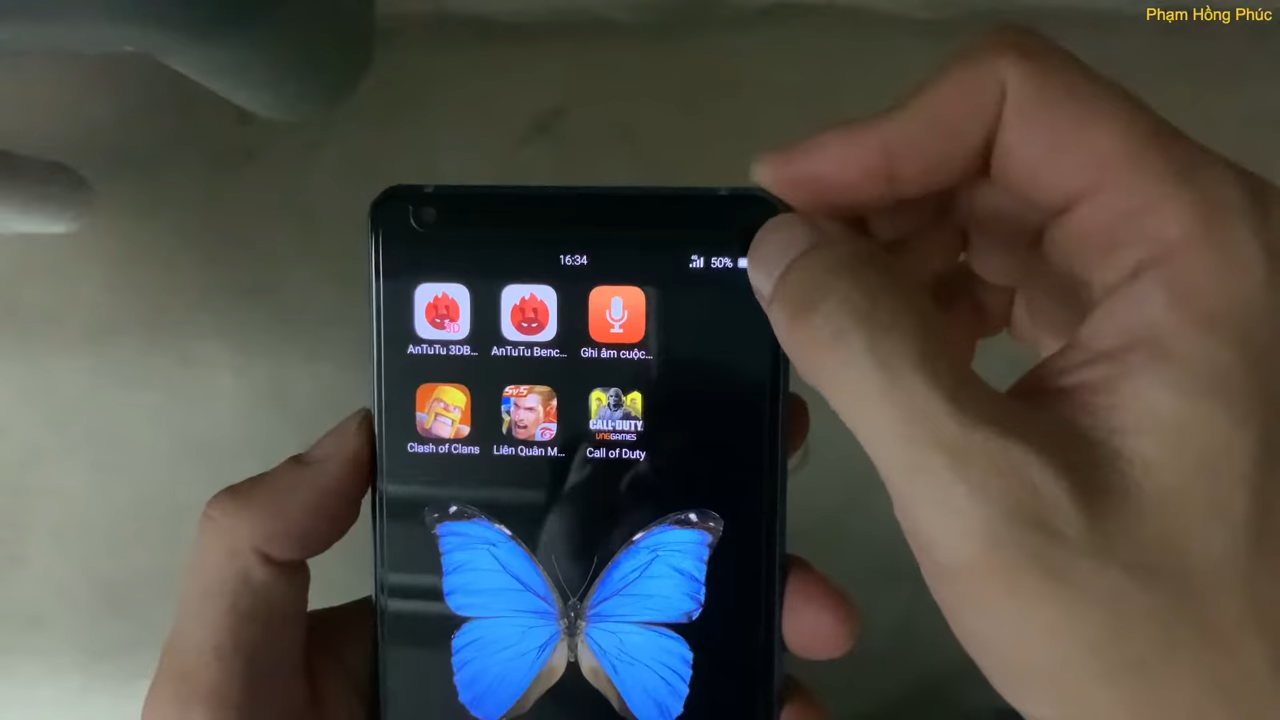 Phạm Hồng Phúc
16:34
50%
3D
AnTuTu 3DB...
AnTuTu Benc...
Ghi âm cuộc...
5v5
CALL·DUTY
VNGGAMES
Clash of Clans
Liên Quân M...
Call of Duty